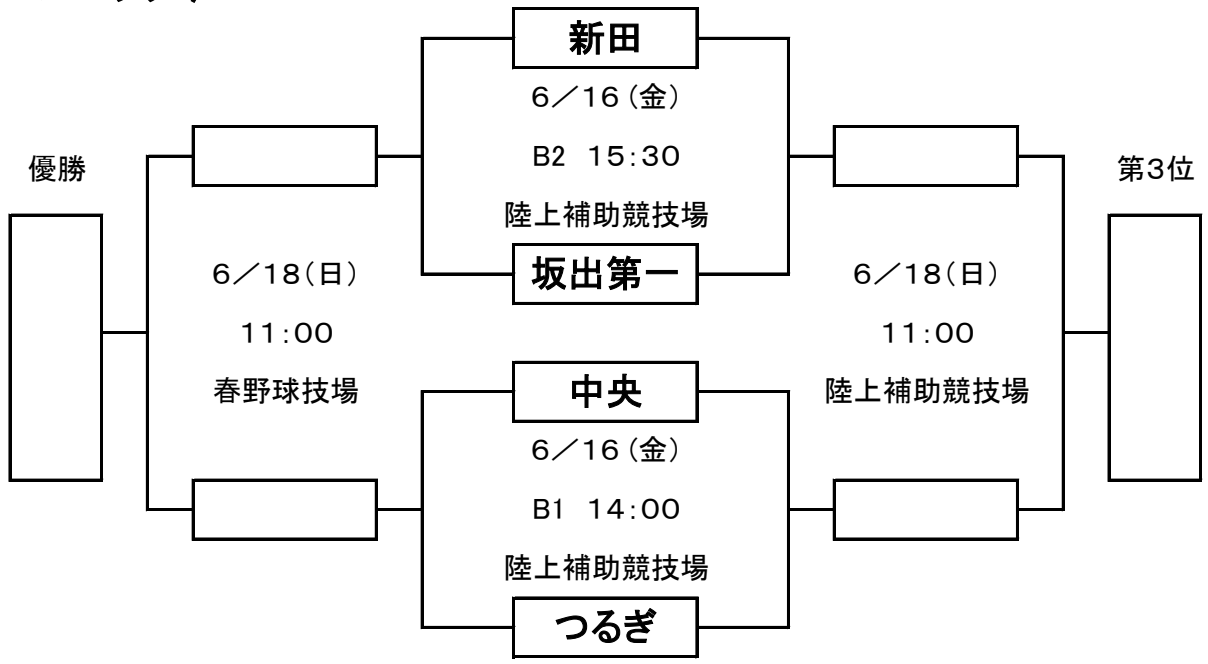 新田
6／16(金)
B2 15:30
陸上補助競技場
坂出第一
優勝
第3位
6／18(日)
11:00
春野球技場
6／18(日)
11:00
陸上補助競技場
中央
6／16(金)
B1 14:00
陸上補助競技場
つるぎ